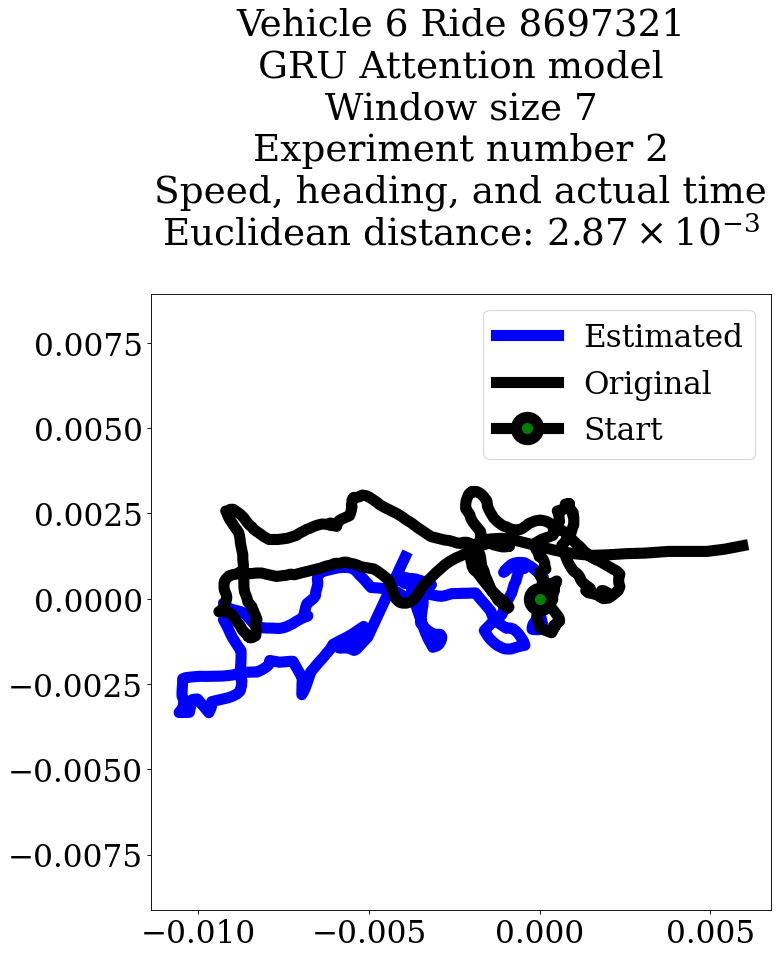 Vehicle 6 Ride 8697321
GRU Attention model
Window size 7
Experiment number 2
Speed, heading, and actual time
Euclidean distance: 2.87 × 10⁻³
Estimated
Original
Start
0.0075
0.0050
0.0025
0.0000
−0.0025
−0.0050
−0.0075
−0.010
−0.005
0.000
0.005